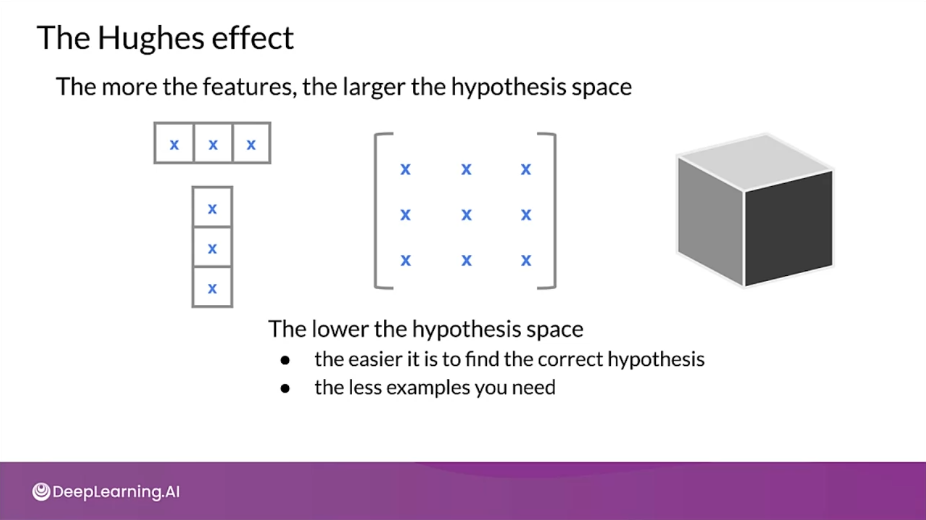 The Hughes effect
The more the features, the larger the hypothesis space
x x x
x
x
x
x x x
x x x
x x x
The lower the hypothesis space
● the easier it is to find the correct hypothesis
● the less examples you need
DeepLearning.AI